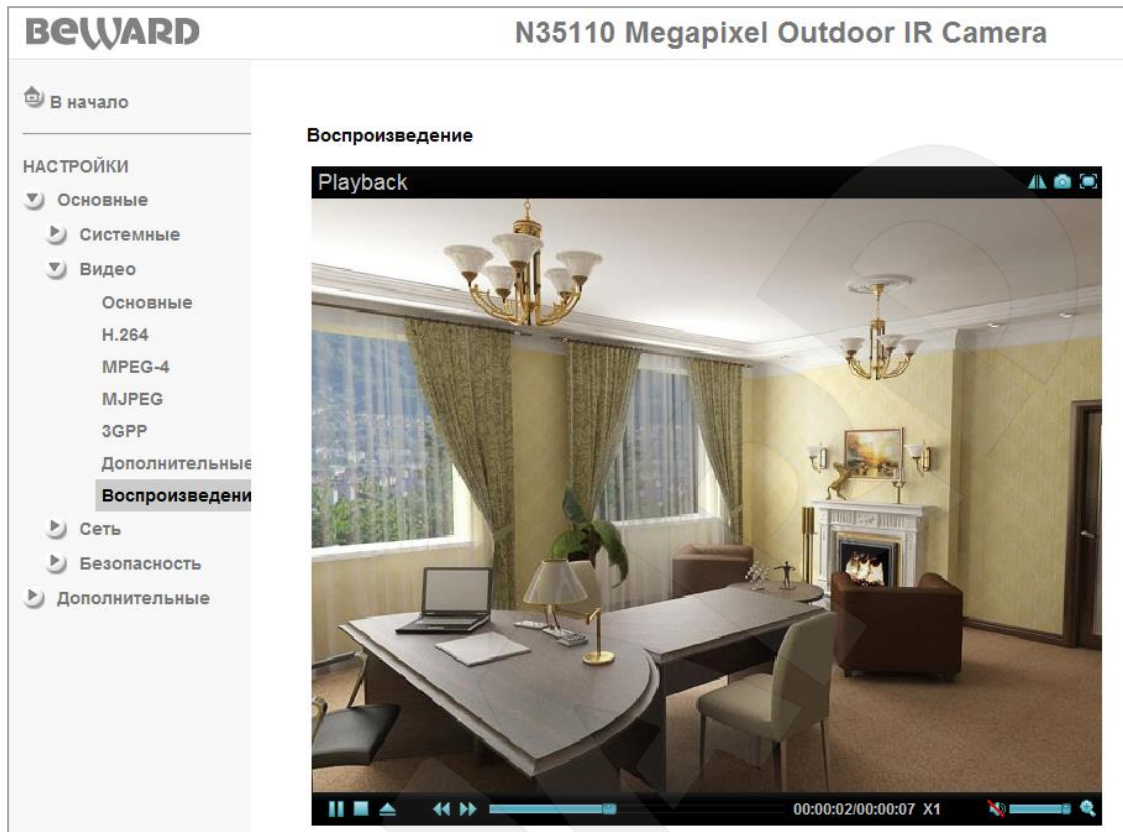 BEWARD
N35110 Megapixel Outdoor IR Camera
В начало
НАСТРОЙКИ
Основные
Системные
Видео
Основные
H.264
MPEG-4
MJPEG
3GPP
Дополнительные
Воспроизведени
Сеть
Безопасность
Дополнительные
Воспроизведение
Playback
00:00:02/00:00:07 X1